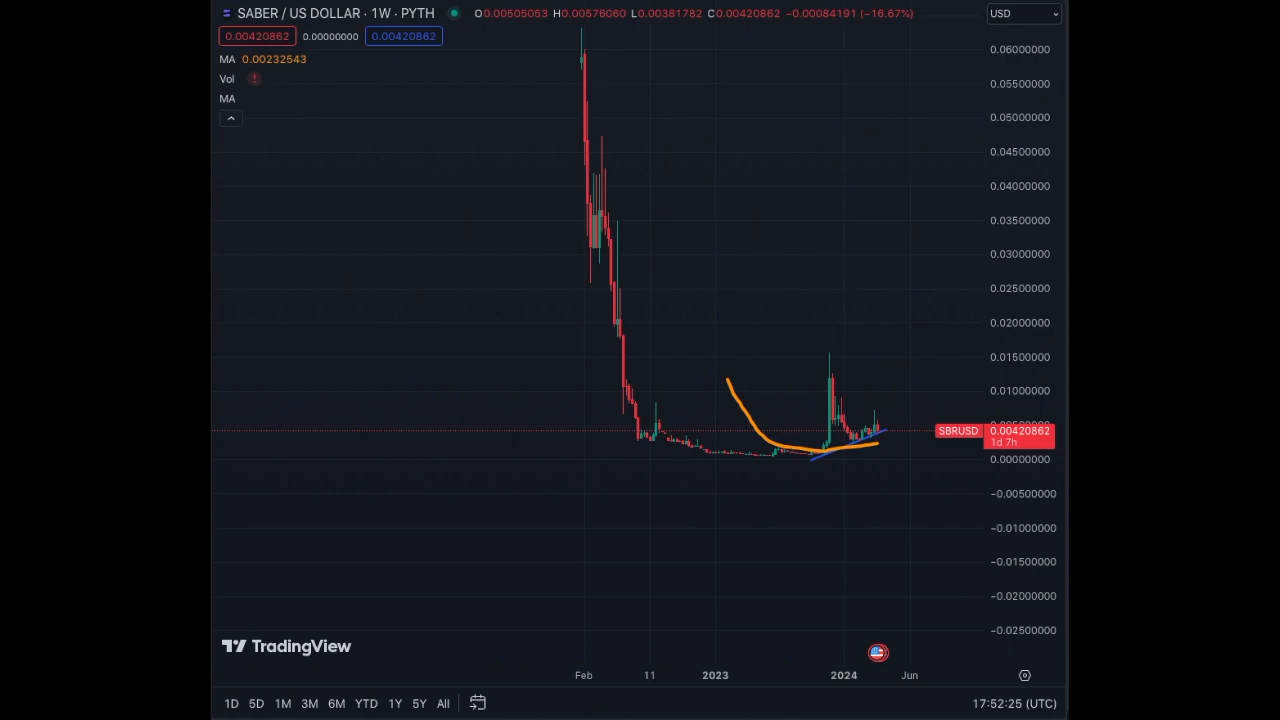 SABER / US DOLLAR · 1W · PYTH O0.00505053 H0.00576060 L0.00381782 C0.00420862 −0.00084191 (−16.67%) USD
0.00420862 0.00000000 0.00420862
MA 0.00232543
Vol
MA
0.06000000
0.05500000
0.05000000
0.04500000
0.04000000
0.03500000
0.03000000
0.02500000
0.02000000
0.01500000
0.01000000
SBRUSD 0.00420862
1d 7h
0.00000000
−0.00500000
−0.01000000
−0.01500000
−0.02000000
−0.02500000
TradingView
Feb 11 2023 2024 Jun
1D 5D 1M 3M 6M YTD 1Y 5Y All 17:52:25 (UTC)